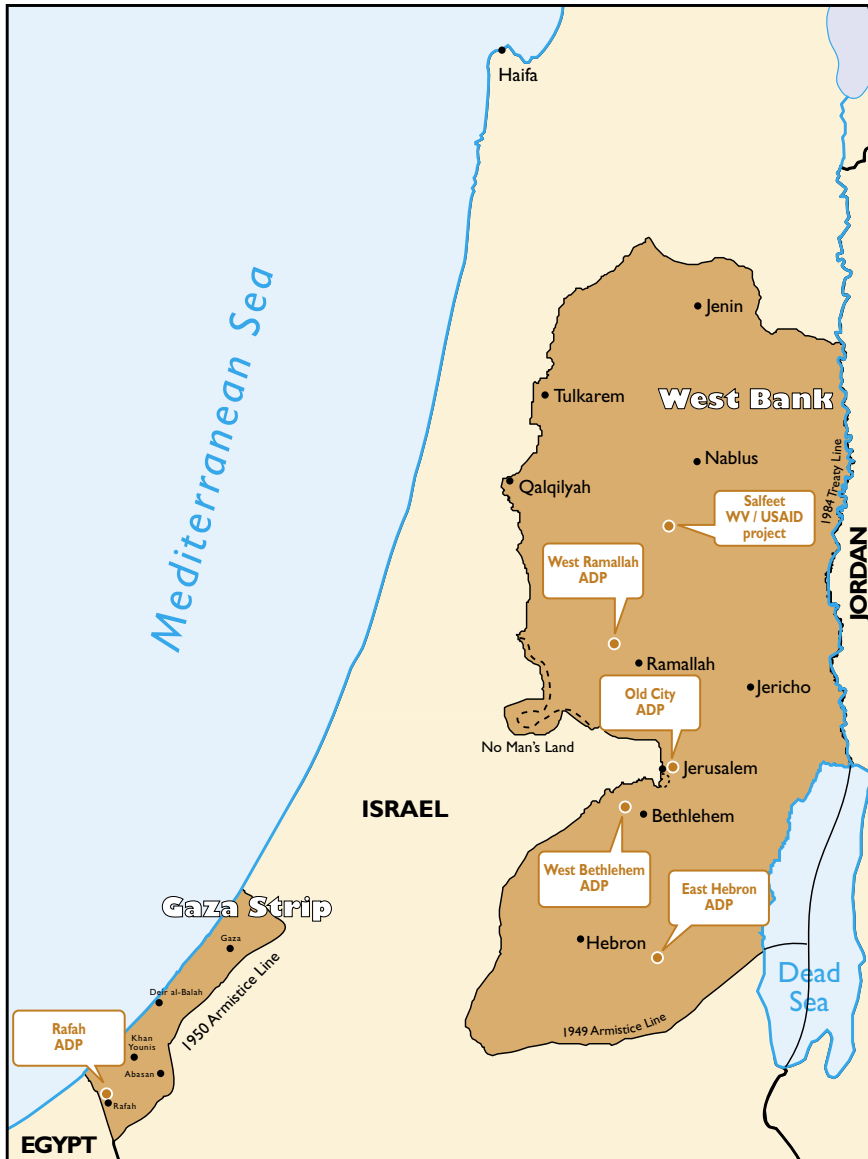 Haifa
Mediterranean Sea
Jenin
Tulkarem
West Bank
Nablus
Qalqilyah
1984 Treaty Line
Salfeet
WV / USAID
project
JORDAN
West Ramallah
ADP
Ramallah
Jericho
Old City
ADP
No Man's Land
Jerusalem
ISRAEL
Bethlehem
West Bethlehem
ADP
East Hebron
ADP
Gaza Strip
Gaza
Hebron
Dead
Sea
Deir al-Balah
1950 Armistice Line
1949 Armistice Line
Rafah
ADP
Khan
Younis
Abasan
Rafah
EGYPT